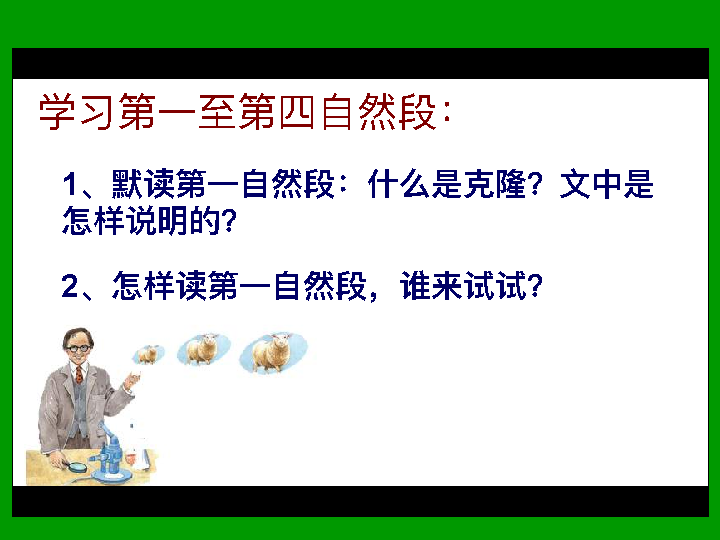 学习第一至第四自然段：
1、默读第一自然段：什么是克隆？文中是
怎样说明的？
2、怎样读第一自然段，谁来试试？